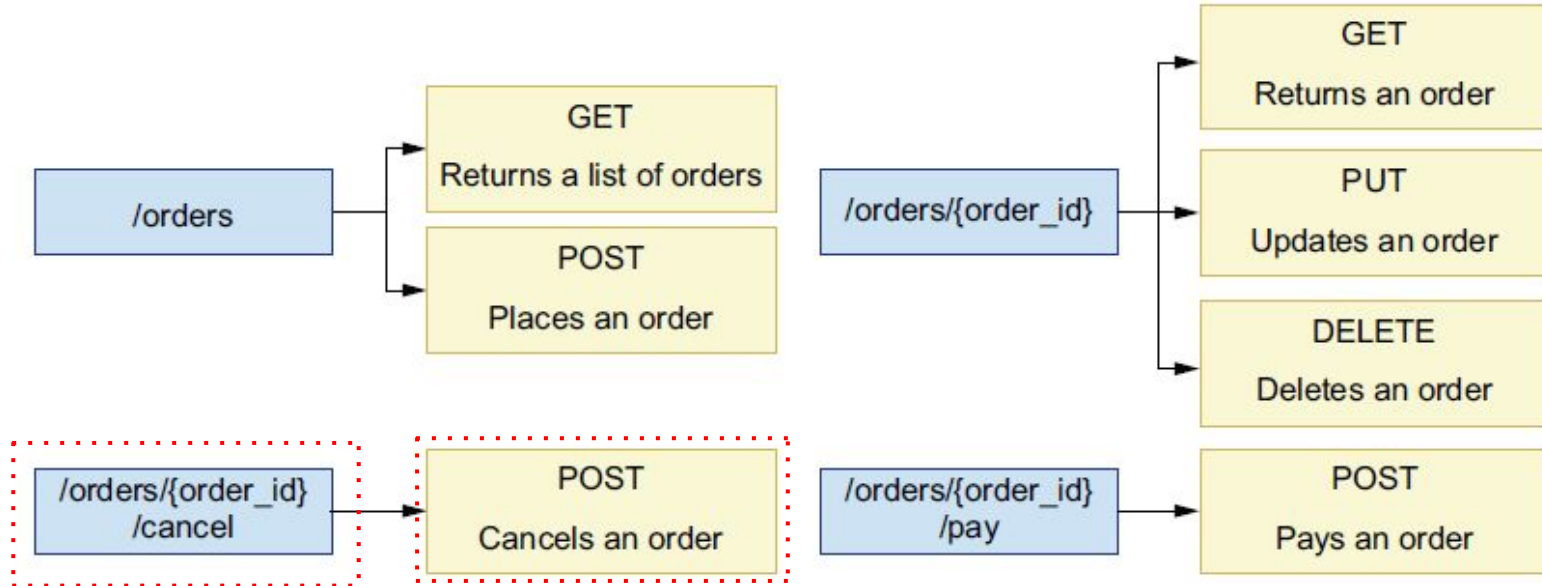 /orders
GET
Returns a list of orders
POST
Places an order
/orders/{order_id}
GET
Returns an order
PUT
Updates an order
DELETE
Deletes an order
/orders/{order_id}
/cancel
POST
Cancels an order
/orders/{order_id}
/pay
POST
Pays an order